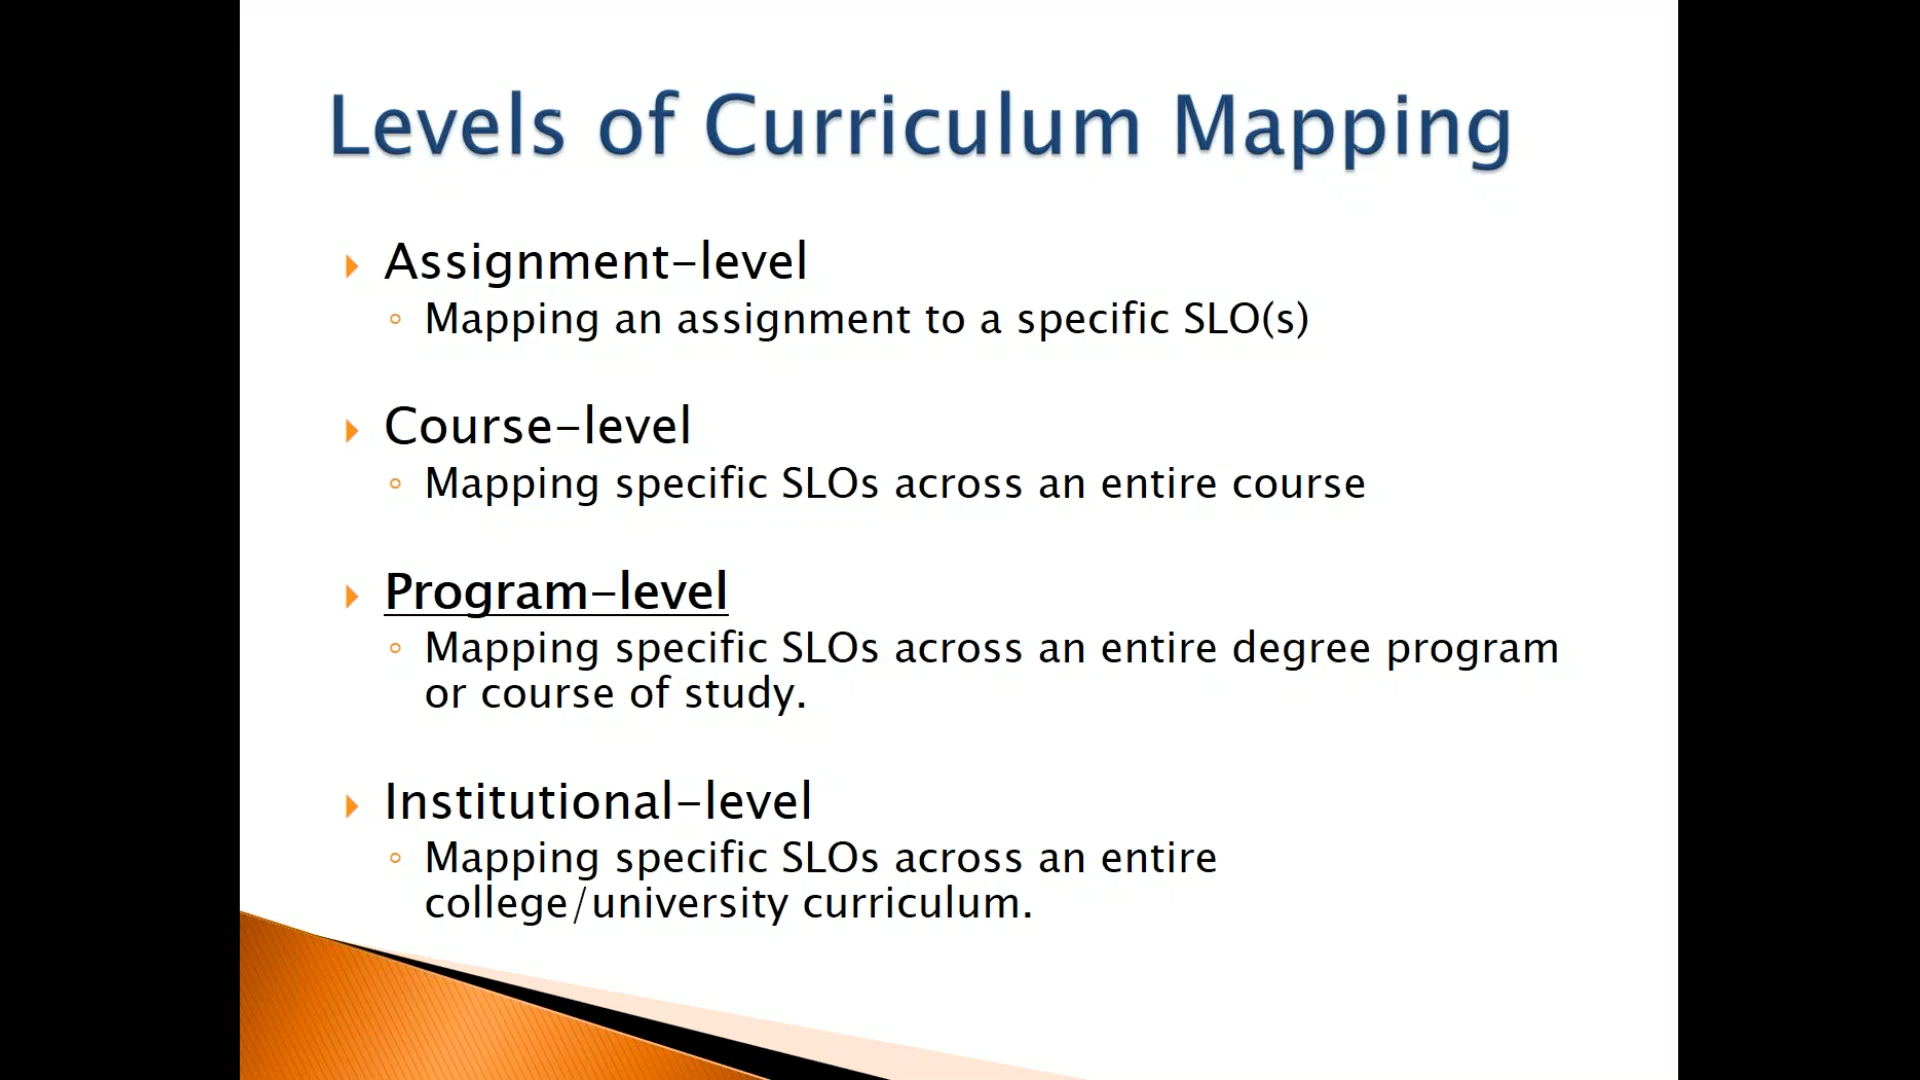 Levels of Curriculum Mapping
Assignment-level
Mapping an assignment to a specific SLO(s)
Course-level
Mapping specific SLOs across an entire course
Program-level
Mapping specific SLOs across an entire degree program
or course of study.
Institutional-level
Mapping specific SLOs across an entire
college/university curriculum.